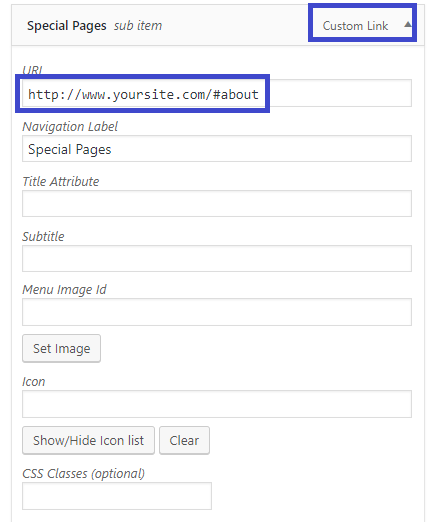 Special Pages sub item Custom Link
URL
http://www.yoursite.com/#about
Navigation Label
Special Pages
Title Attribute
Subtitle
Menu Image Id
Set Image
Icon
Show/Hide Icon list Clear
CSS Classes (optional)